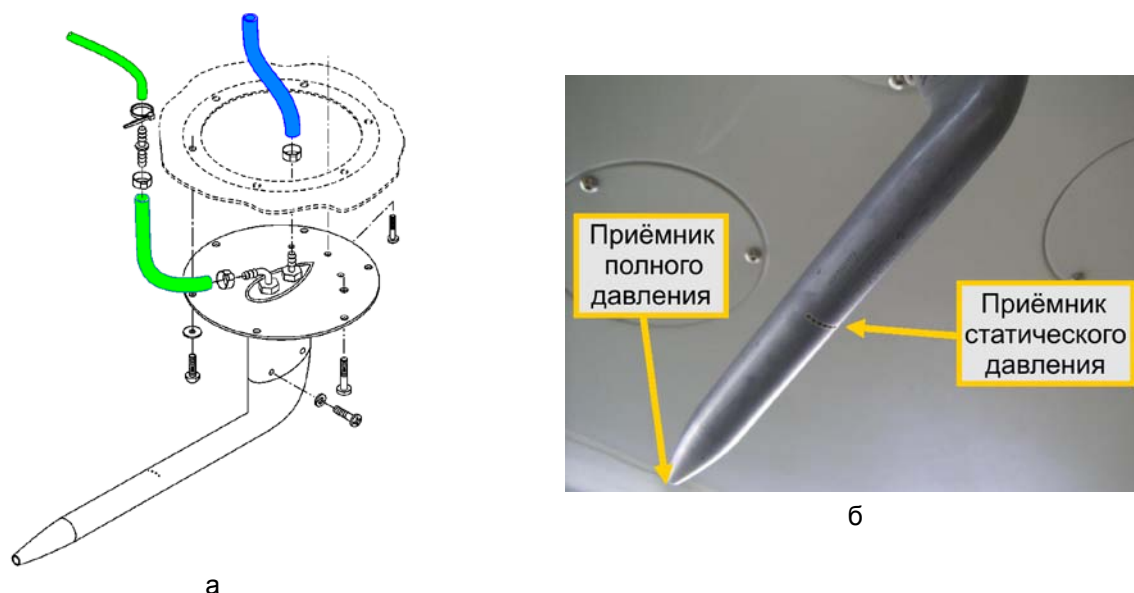 Приёмник
полного
давления
Приёмник
статического
давления
а
б